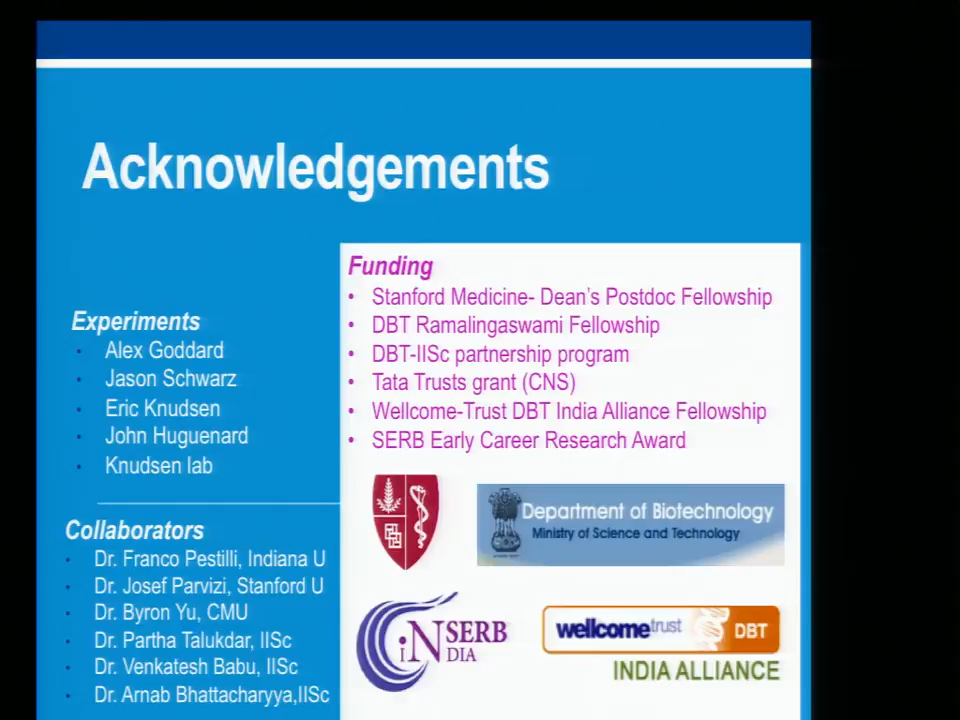 Acknowledgements
Experiments
• Alex Goddard
• Jason Schwarz
• Eric Knudsen
• John Huguenard
• Knudsen lab
Collaborators
• Dr. Franco Pestilli, Indiana U
• Dr. Josef Parvizi, Stanford U
• Dr. Byron Yu, CMU
• Dr. Partha Talukdar, IISc
• Dr. Venkatesh Babu, IISc
• Dr. Arnab Bhattacharyya,IISc
Funding
• Stanford Medicine- Dean’s Postdoc Fellowship
• DBT Ramalingaswami Fellowship
• DBT-IISc partnership program
• Tata Trusts grant (CNS)
• Wellcome-Trust DBT India Alliance Fellowship
• SERB Early Career Research Award
Department of Biotechnology
Ministry of Science and Technology
SERB
iNDIA
wellcometrust DBT
INDIA ALLIANCE